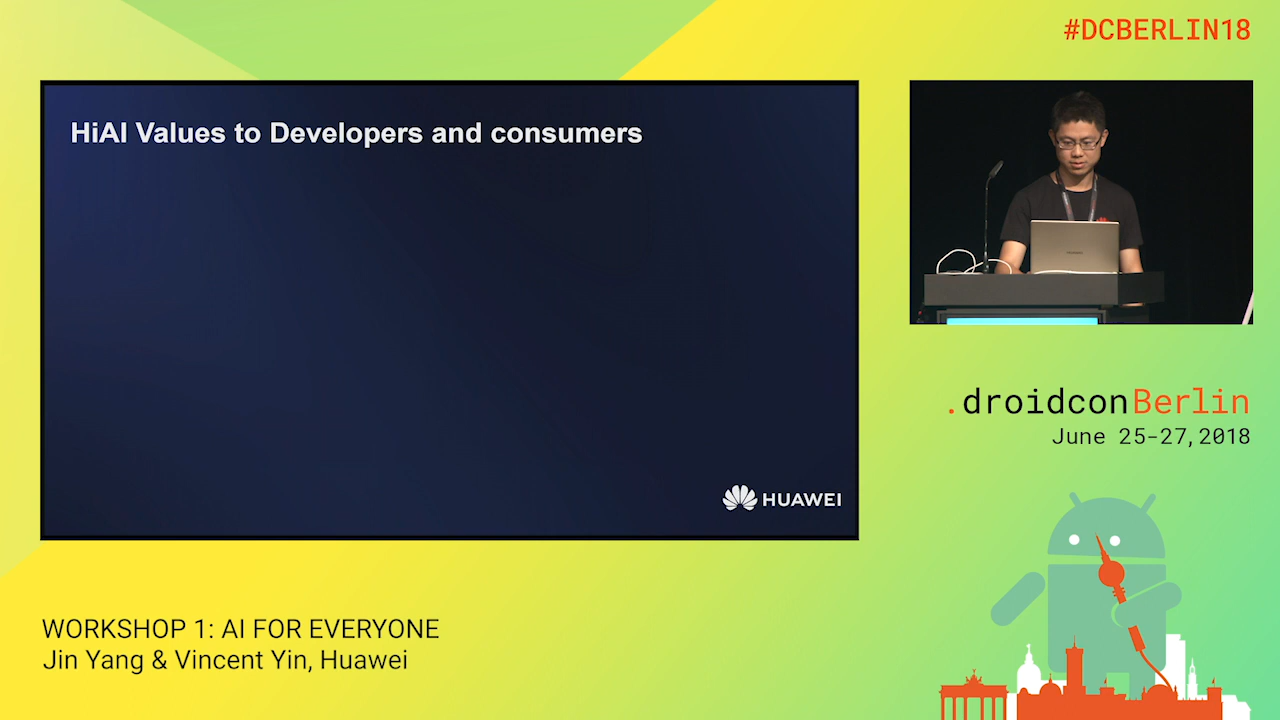 #DCBERLIN18
HiAI Values to Developers and consumers
HUAWEI
.droidconBerlin
June 25-27, 2018
WORKSHOP 1: AI FOR EVERYONE
Jin Yang & Vincent Yin, Huawei